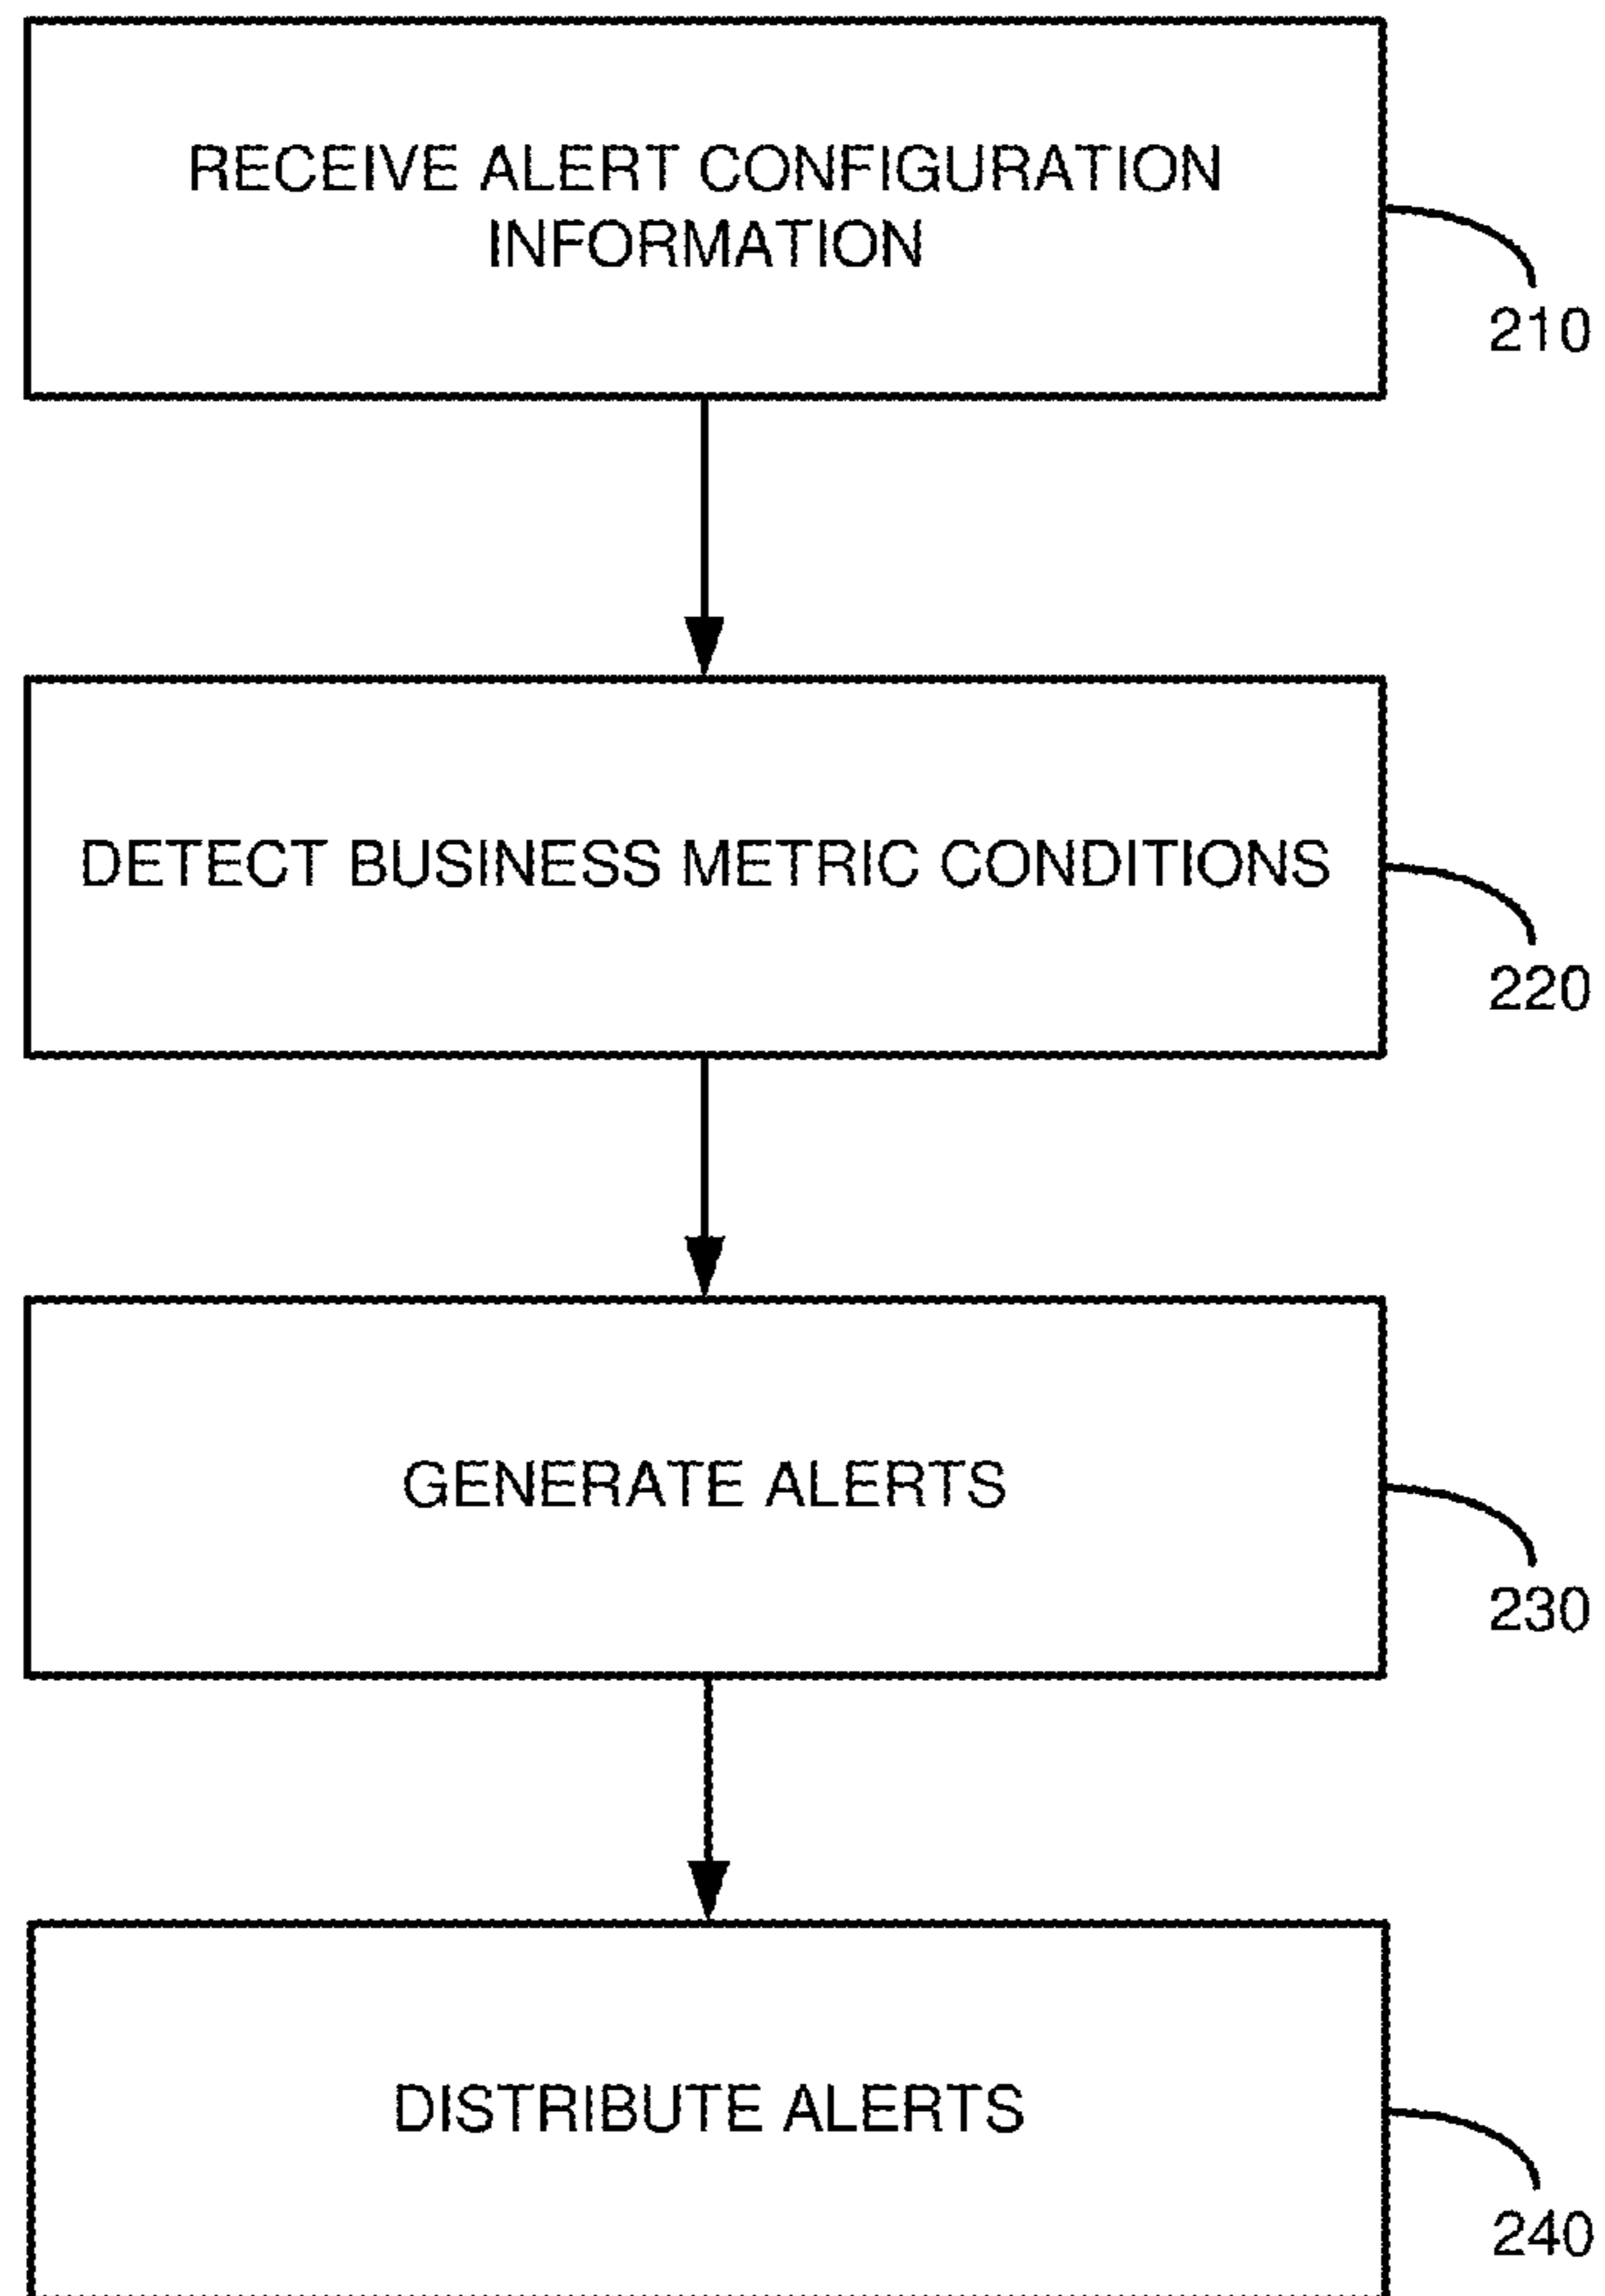 RECEIVE ALERT CONFIGURATION
INFORMATION
210
DETECT BUSINESS METRIC CONDITIONS
220
GENERATE ALERTS
230
DISTRIBUTE ALERTS
240